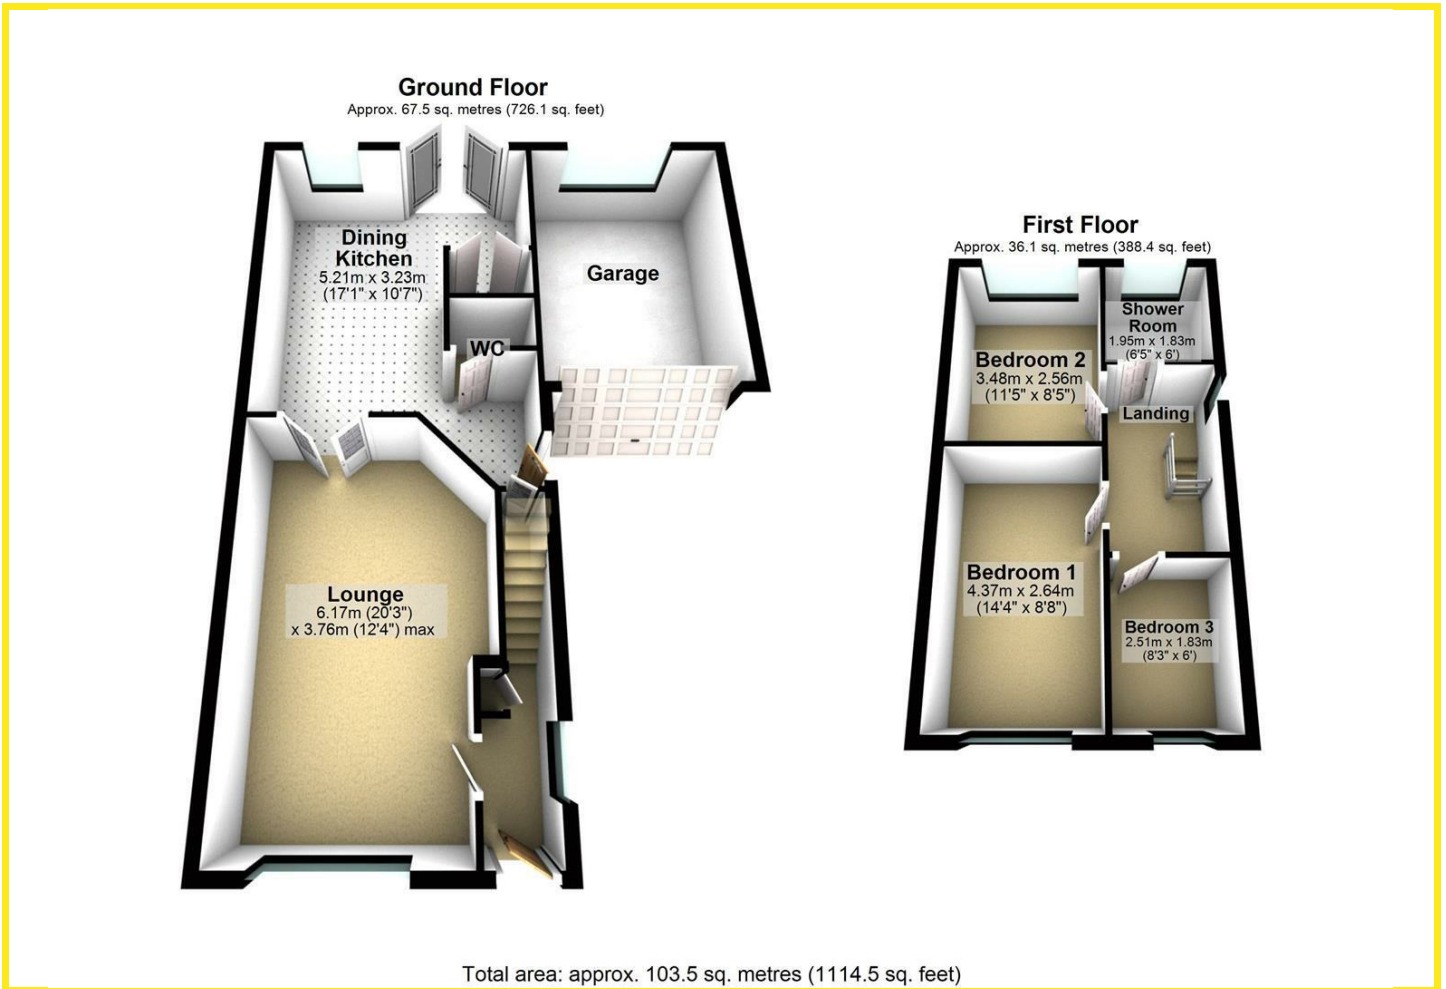 Ground Floor
Approx. 67.5 sq. metres (726.1 sq. feet)
Dining
Kitchen
5.21m x 3.23m
(17'1" x 10'7")
Garage
WC
Lounge
6.17m (20'3")
x 3.76m (12'4") max
First Floor
Approx. 36.1 sq. metres (388.4 sq. feet)
Shower
Room
1.95m x 1.83m
(6'5" x 6')
Bedroom 2
3.48m x 2.56m
(11'5" x 8'5")
Landing
Bedroom 1
4.37m x 2.64m
(14'4" x 8'8")
Bedroom 3
2.51m x 1.83m
(8'3" x 6')
Total area: approx. 103.5 sq. metres (1114.5 sq. feet)